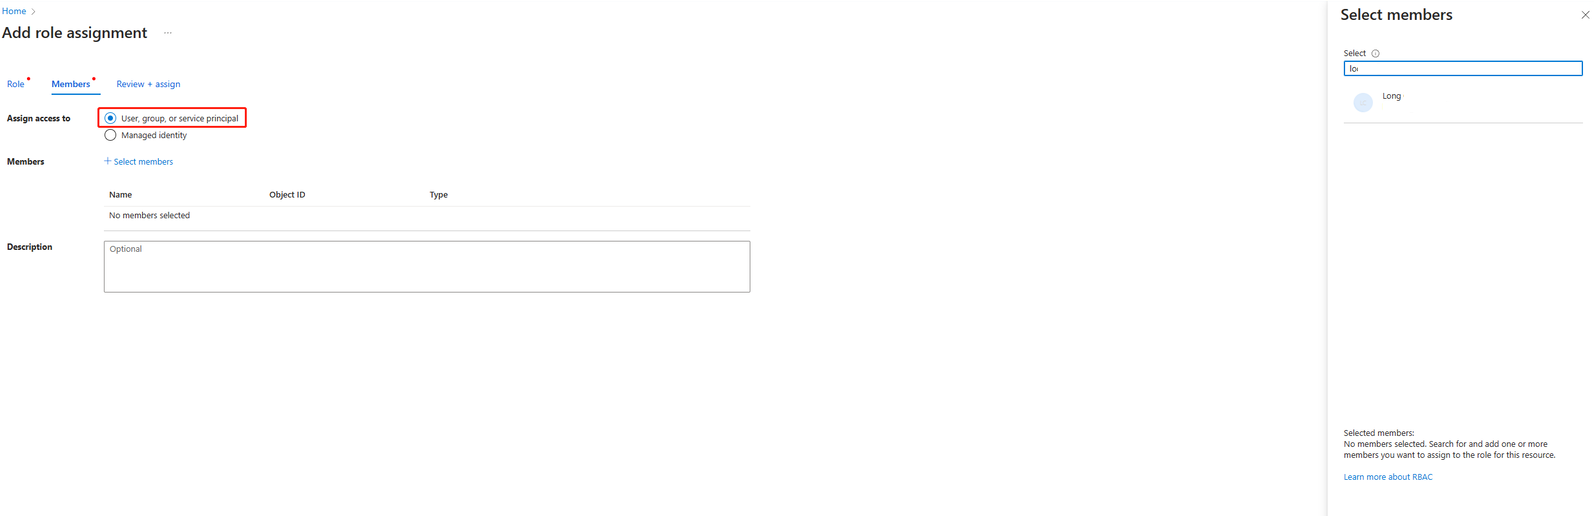 Home >
Add role assignment ...
Role Members Review + assign
Assign access to User, group, or service principal
Managed identity
Members + Select members
Name Object ID Type
No members selected
Description Optional
Select members
Select
Long
Selected members:
No members selected. Search for and add one or more
members you want to assign to the role for this resource.
Learn more about RBAC